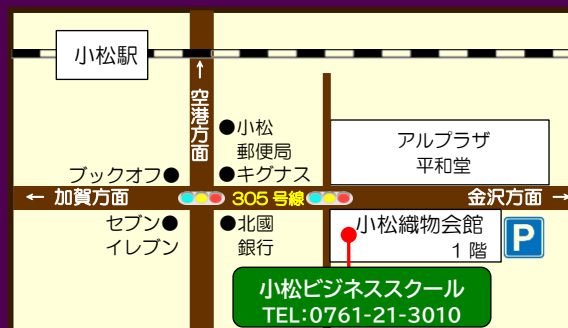 小松駅
↑
空港方面
●小松
郵便局
●キグナス
アルプラザ
平和堂
ブックオフ●
← 加賀方面
305号線
金沢方面 →
セブン●
イレブン
●北國
銀行
小松織物会館
1階
P
小松ビジネススクール
TEL:0761-21-3010